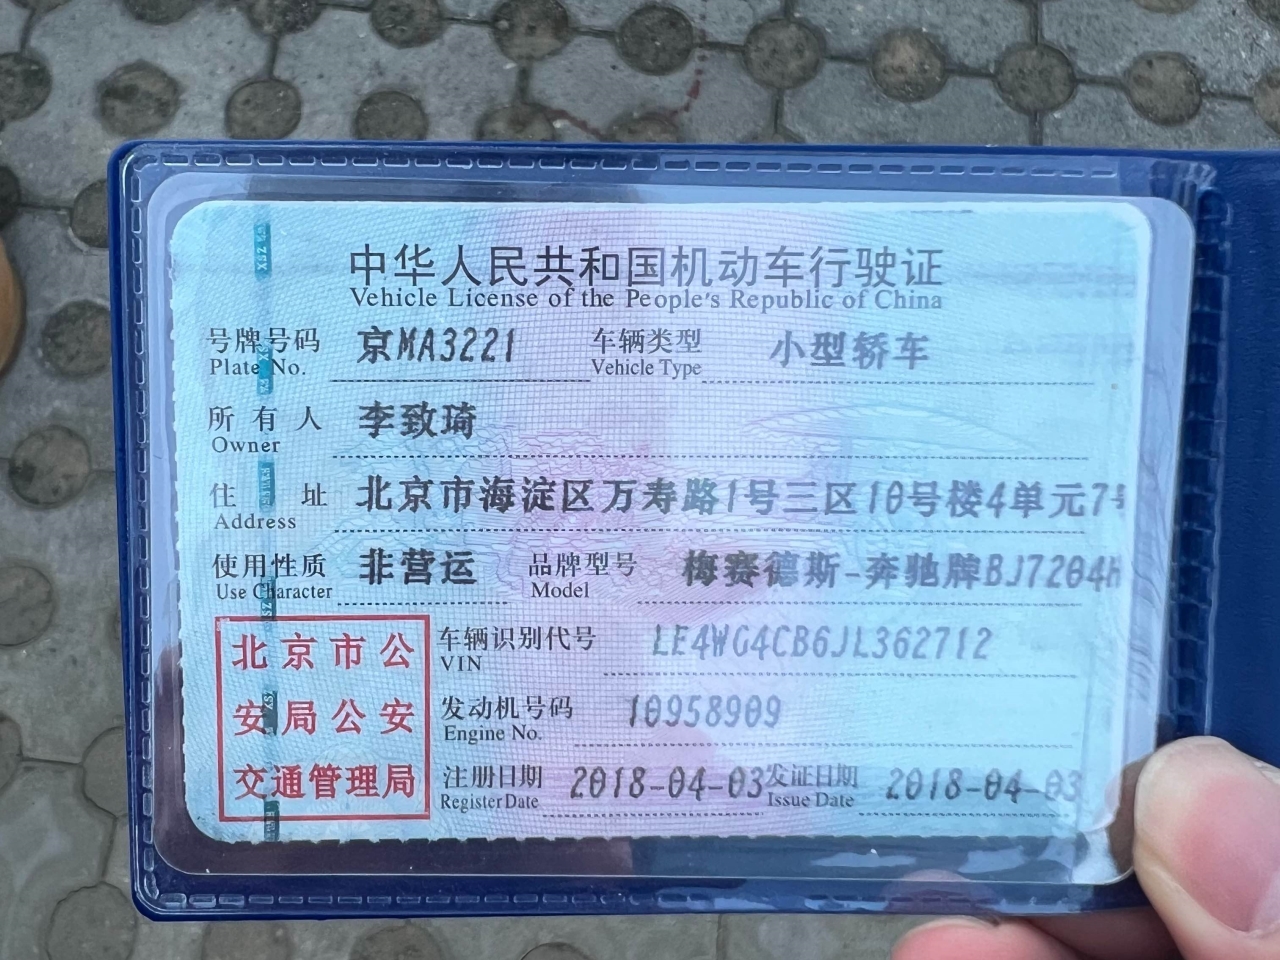 中华人民共和国机动车行驶证
Vehicle License of the People's Republic of China
号牌号码 京MA3221 车辆类型 小型轿车
Plate No. Vehicle Type
所有人 李致琦
Owner
住址 北京市海淀区万寿路1号三区10号楼4单元7号
Address
使用性质 非营运 品牌型号 梅赛德斯-奔驰牌BJ7204H
Use Character Model
北京市公
安局公安
交通管理局
车辆识别代号 LE4WG4CB6JL362712
VIN
发动机号码 10958909
Engine No.
注册日期 2018-04-03 发证日期 2018-04-03
Register Date Issue Date